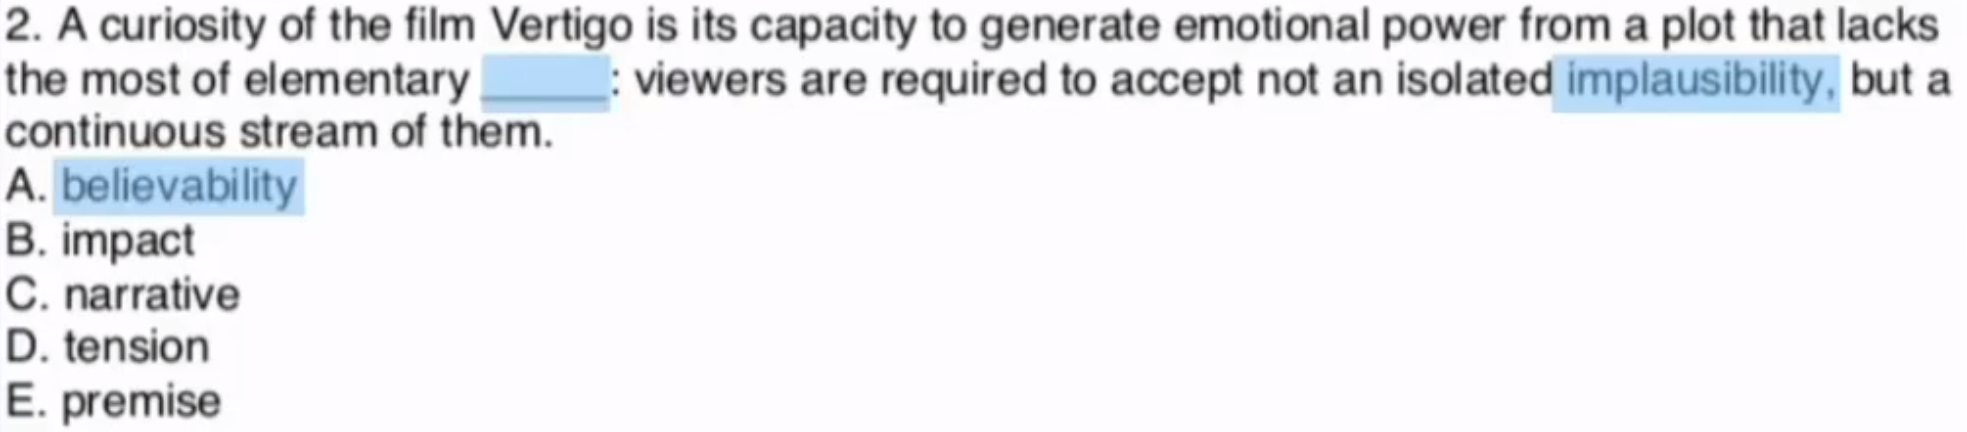 2. A curiosity of the film Vertigo is its capacity to generate emotional power from a plot that lacks
the most of elementary _____: viewers are required to accept not an isolated implausibility, but a
continuous stream of them.
A. believability
B. impact
C. narrative
D. tension
E. premise